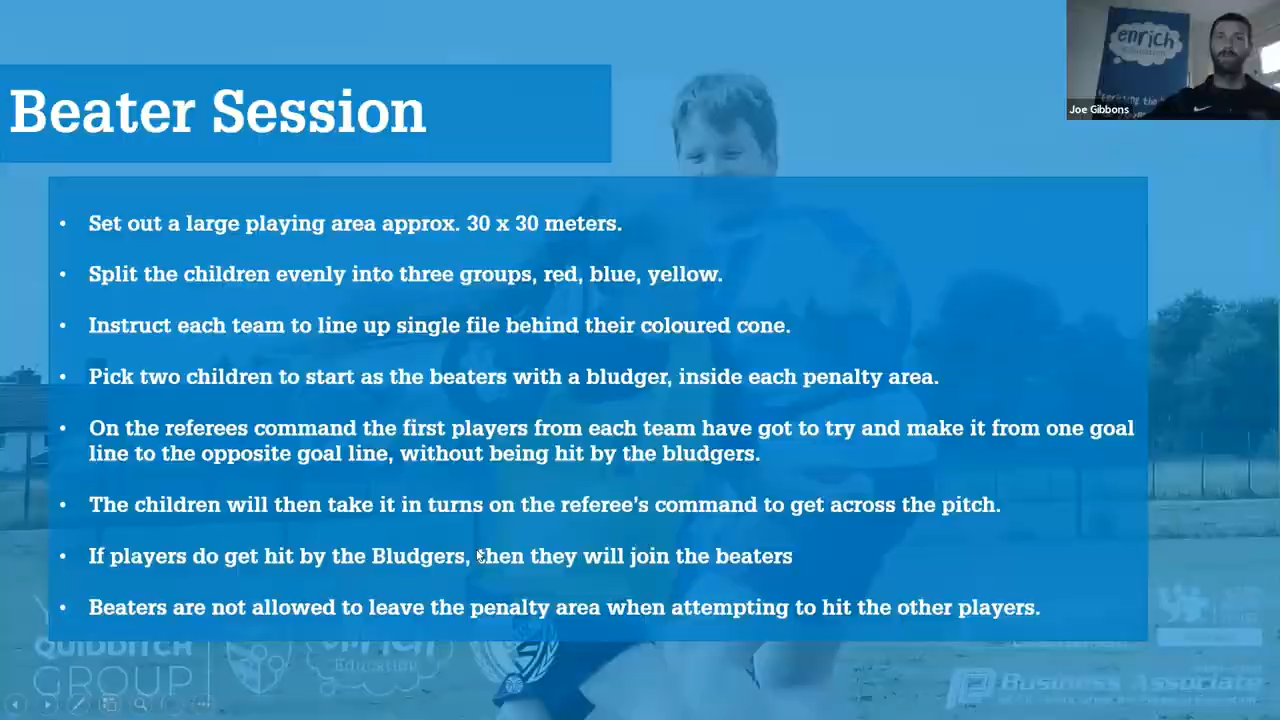 enrich
Joe Gibbons
Beater Session
• Set out a large playing area approx. 30 x 30 meters.
• Split the children evenly into three groups, red, blue, yellow.
• Instruct each team to line up single file behind their coloured cone.
• Pick two children to start as the beaters with a bludger, inside each penalty area.
• On the referees command the first players from each team have got to try and make it from one goal
line to the opposite goal line, without being hit by the bludgers.
• The children will then take it in turns on the referee's command to get across the pitch.
• If players do get hit by the Bludgers, then they will join the beaters
• Beaters are not allowed to leave the penalty area when attempting to hit the other players.
QUIDDITCH
GROUP
Education
Business Associate